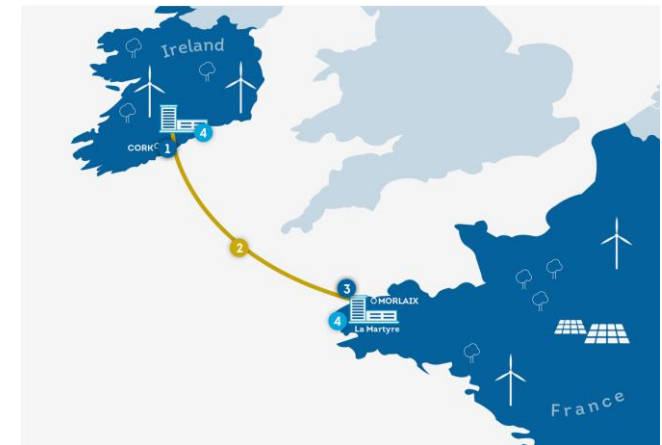 Ireland
4
CORK 1
2
3
MORLAIX
4
La Martyre
France